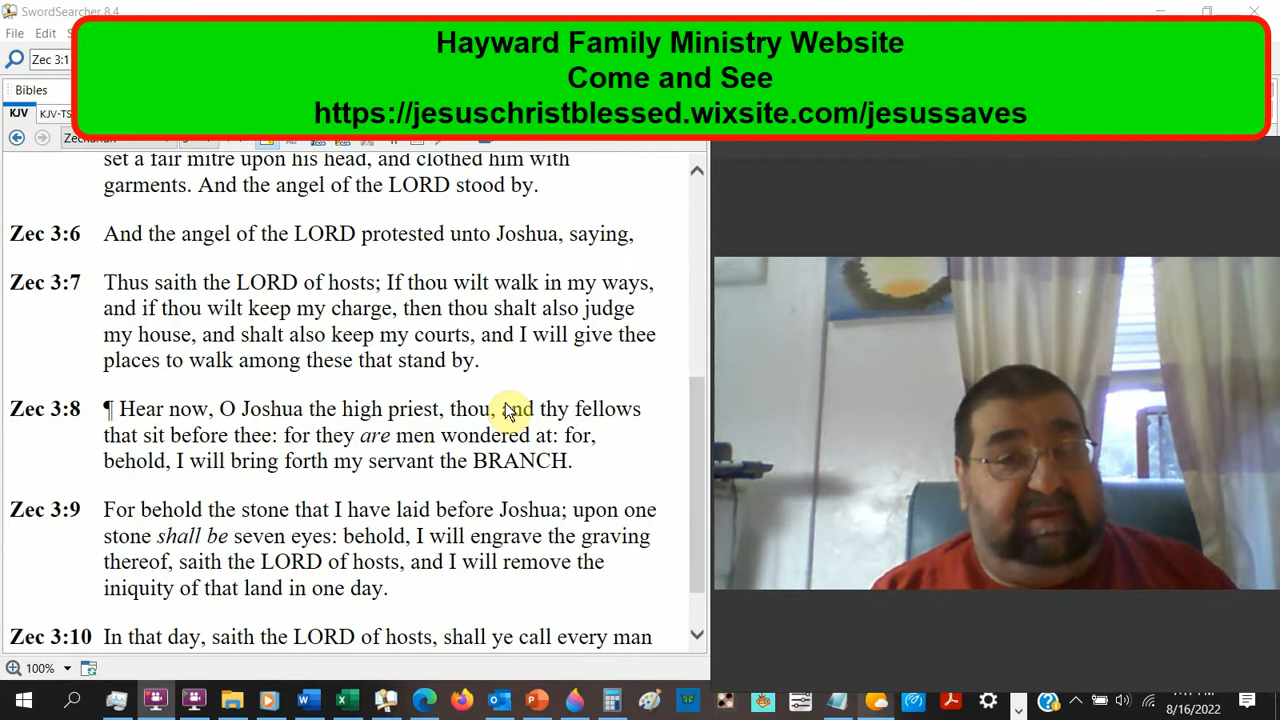 SwordSearcher 8.4
File Edit
Hayward Family Ministry Website
Come and See
https://jesuschristblessed.wixsite.com/jesussaves
Zec 3:1
Bibles
KJV KJV-TS
set a fair mitre upon his head, and clothed him with
garments. And the angel of the LORD stood by.
Zec 3:6 And the angel of the LORD protested unto Joshua, saying,
Zec 3:7 Thus saith the LORD of hosts; If thou wilt walk in my ways,
and if thou wilt keep my charge, then thou shalt also judge
my house, and shalt also keep my courts, and I will give thee
places to walk among these that stand by.
Zec 3:8 ¶ Hear now, O Joshua the high priest, thou, and thy fellows
that sit before thee: for they are men wondered at: for,
behold, I will bring forth my servant the BRANCH.
Zec 3:9 For behold the stone that I have laid before Joshua; upon one
stone shall be seven eyes: behold, I will engrave the graving
thereof, saith the LORD of hosts, and I will remove the
iniquity of that land in one day.
Zec 3:10 In that day, saith the LORD of hosts, shall ye call every man
100%
8/16/2022